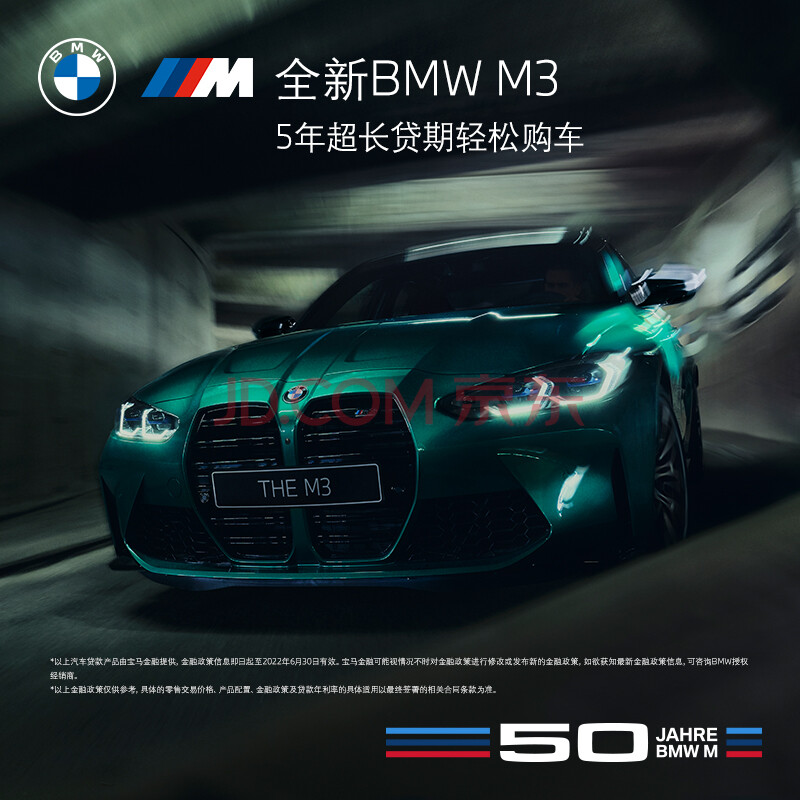 BMW
M 全新BMW M3
5年超长贷期轻松购车
JD.COM 京东
THE M3
*以上汽车贷款产品由宝马金融提供，金融政策信息即日起至2022年6月30日有效。宝马金融可能视情况不时对金融政策进行修改或发布新的金融政策，如欲获知最新金融政策信息，可咨询BMW授权
经销商。
*以上金融政策仅供参考，具体的零售交易价格、产品配置、金融政策及贷款年利率的具体适用以最终签署的相关合同条款为准。
50 JAHRE
BMW M